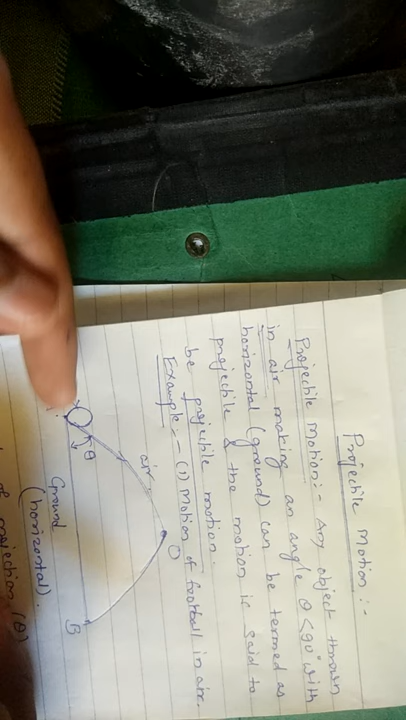 Projectile Motion :-
Projectile Motion:- Any object thrown
in air making an angle θ <90° with
horizontal (ground) can be termed as
projectile & the motion is said to
be projectile motion.
Example:- (1) Motion of football in air.
air
O
θ
B
Ground
(horizontal).
of projection (θ)